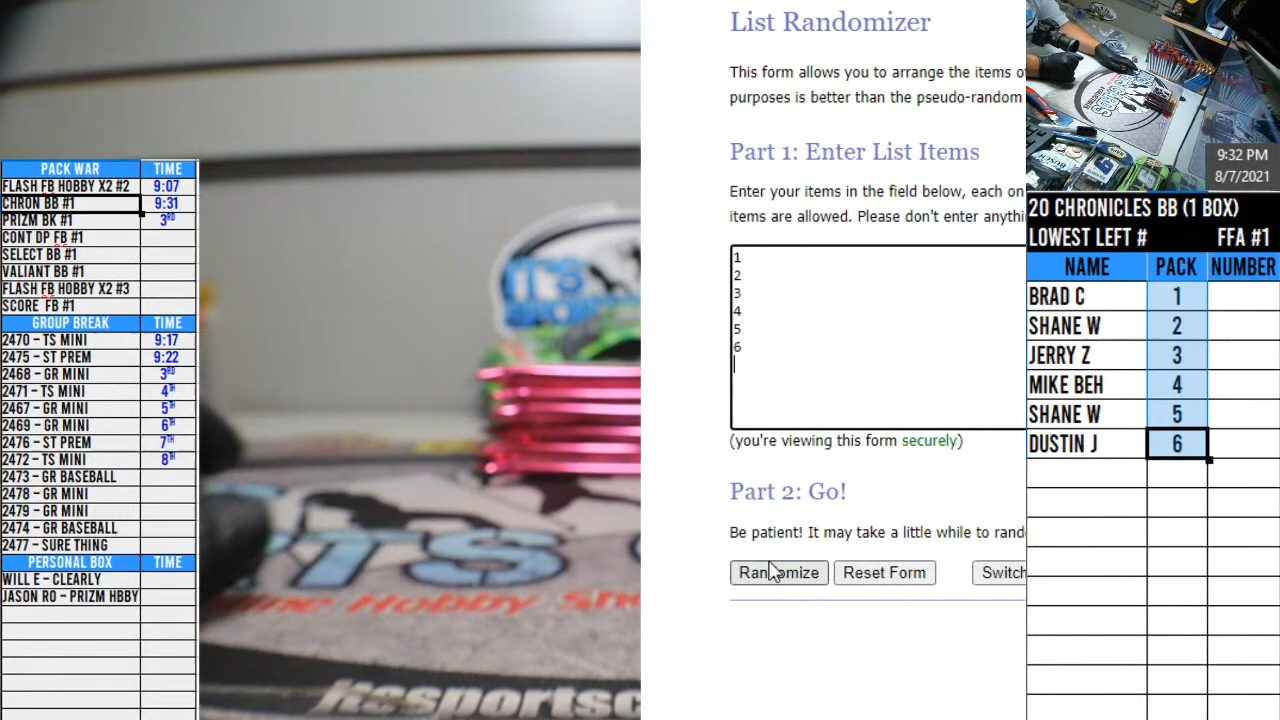 PACK WAR TIME
FLASH FB HOBBY X2 #2 9:07
CHRON BB #1 9:31
PRIZM BK #1 3RD
CONT DP FB #1
SELECT BB #1
VALIANT BB #1
FLASH FB HOBBY X2 #3
SCORE FB #1
GROUP BREAK TIME
2470 - TS MINI 9:17
2475 - ST PREM 9:22
2468 - GR MINI 3RD
2471 - TS MINI 4TH
2467 - GR MINI 5TH
2469 - GR MINI 6TH
2476 - ST PREM 7TH
2472 - TS MINI 8TH
2473 - GR BASEBALL
2478 - GR MINI
2479 - GR MINI
2474 - GR BASEBALL
2477 - SURE THING
PERSONAL BOX TIME
WILL E - CLEARLY
JASON RO - PRIZM HBBY
IT'S
itssportsc
List Randomizer
This form allows you to arrange the items o
purposes is better than the pseudo-random
Part 1: Enter List Items
Enter your items in the field below, each on
items are allowed. Please don't enter anythi
1
2
3
4
5
6
(you're viewing this form securely)
Part 2: Go!
Be patient! It may take a little while to rand
Randomize Reset Form Switch
9:32 PM
8/7/2021
20 CHRONICLES BB (1 BOX)
LOWEST LEFT # FFA #1
NAME PACK NUMBER
BRAD C 1
SHANE W 2
JERRY Z 3
MIKE BEH 4
SHANE W 5
DUSTIN J 6